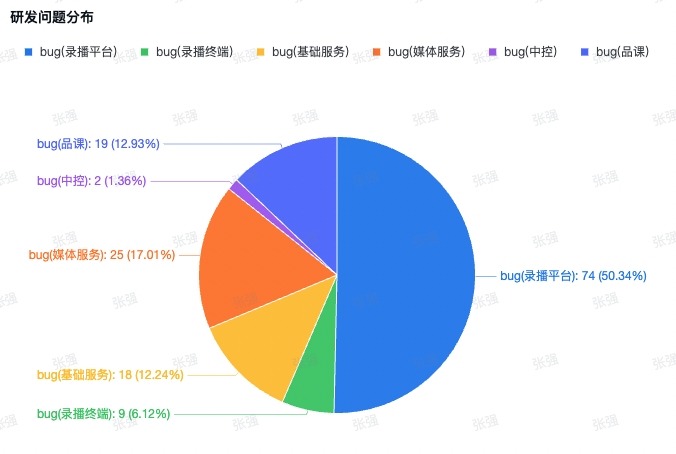 研发问题分布
bug(录播平台) bug(录播终端) bug(基础服务) bug(媒体服务) bug(中控) bug(品课)
bug(品课): 19 (12.93%)
bug(中控): 2 (1.36%)
bug(媒体服务): 25 (17.01%)
bug(录播平台): 74 (50.34%)
bug(基础服务): 18 (12.24%)
bug(录播终端): 9 (6.12%)
张强